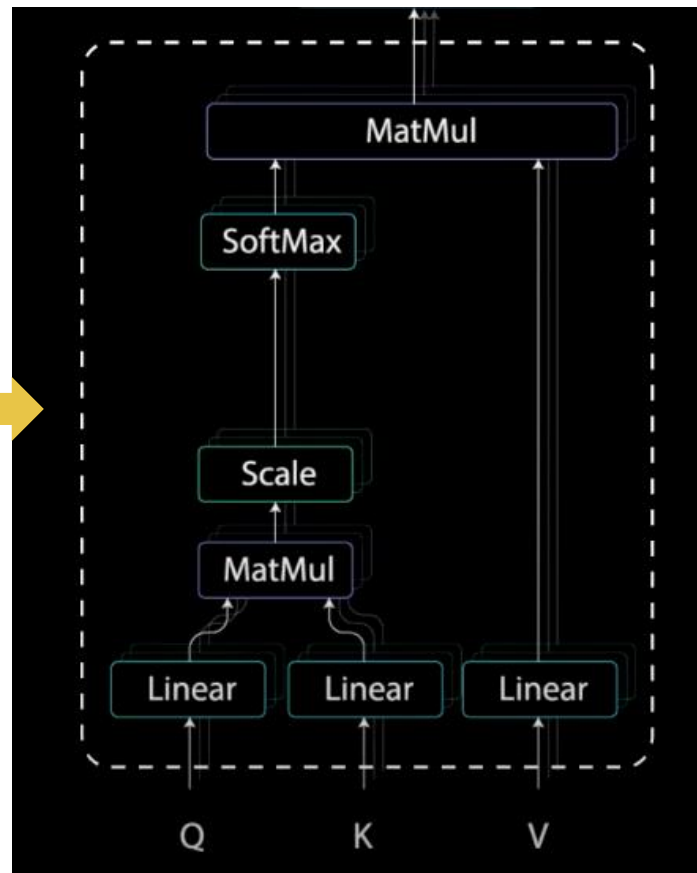 MatMul
SoftMax
Scale
MatMul
Linear Linear Linear
Q K V